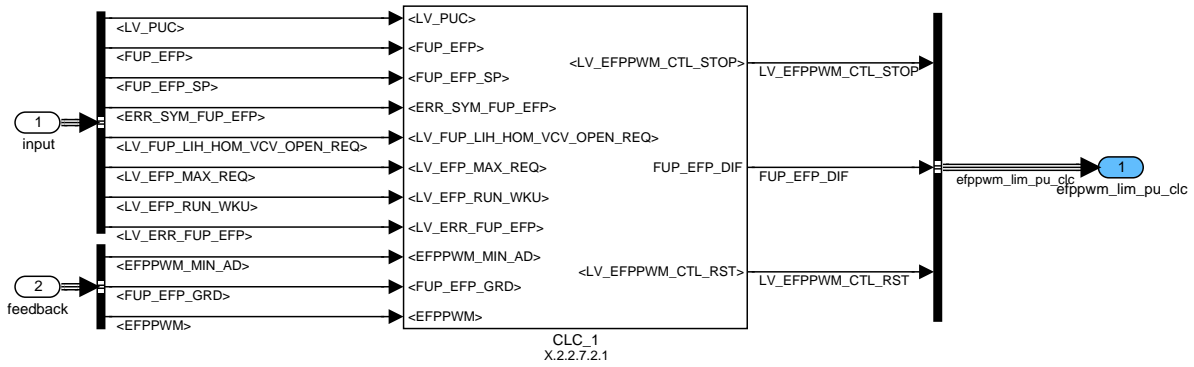 <LV_PUC>
<FUP_EFP>
<FUP_EFP_SP>
<ERR_SYM_FUP_EFP>
<LV_FUP_LIH_HOM_VCV_OPEN_REQ>
<LV_EFP_MAX_REQ>
<LV_EFP_RUN_WKU>
<LV_ERR_FUP_EFP>
<EFPPWM_MIN_AD>
<FUP_EFP_GRD>
<EFPPWM>
1
input
2
feedback
<LV_PUC>
<FUP_EFP>
<FUP_EFP_SP>
<ERR_SYM_FUP_EFP>
<LV_FUP_LIH_HOM_VCV_OPEN_REQ>
<LV_EFP_MAX_REQ>
<LV_EFP_RUN_WKU>
<LV_ERR_FUP_EFP>
<EFPPWM_MIN_AD>
<FUP_EFP_GRD>
<EFPPWM>
<LV_EFPPWM_CTL_STOP>
FUP_EFP_DIF
<LV_EFPPWM_CTL_RST>
CLC_1
X.2.2.7.2.1
LV_EFPPWM_CTL_STOP
FUP_EFP_DIF
LV_EFPPWM_CTL_RST
efppwm_lim_pu_clc
1
efppwm_lim_pu_clc